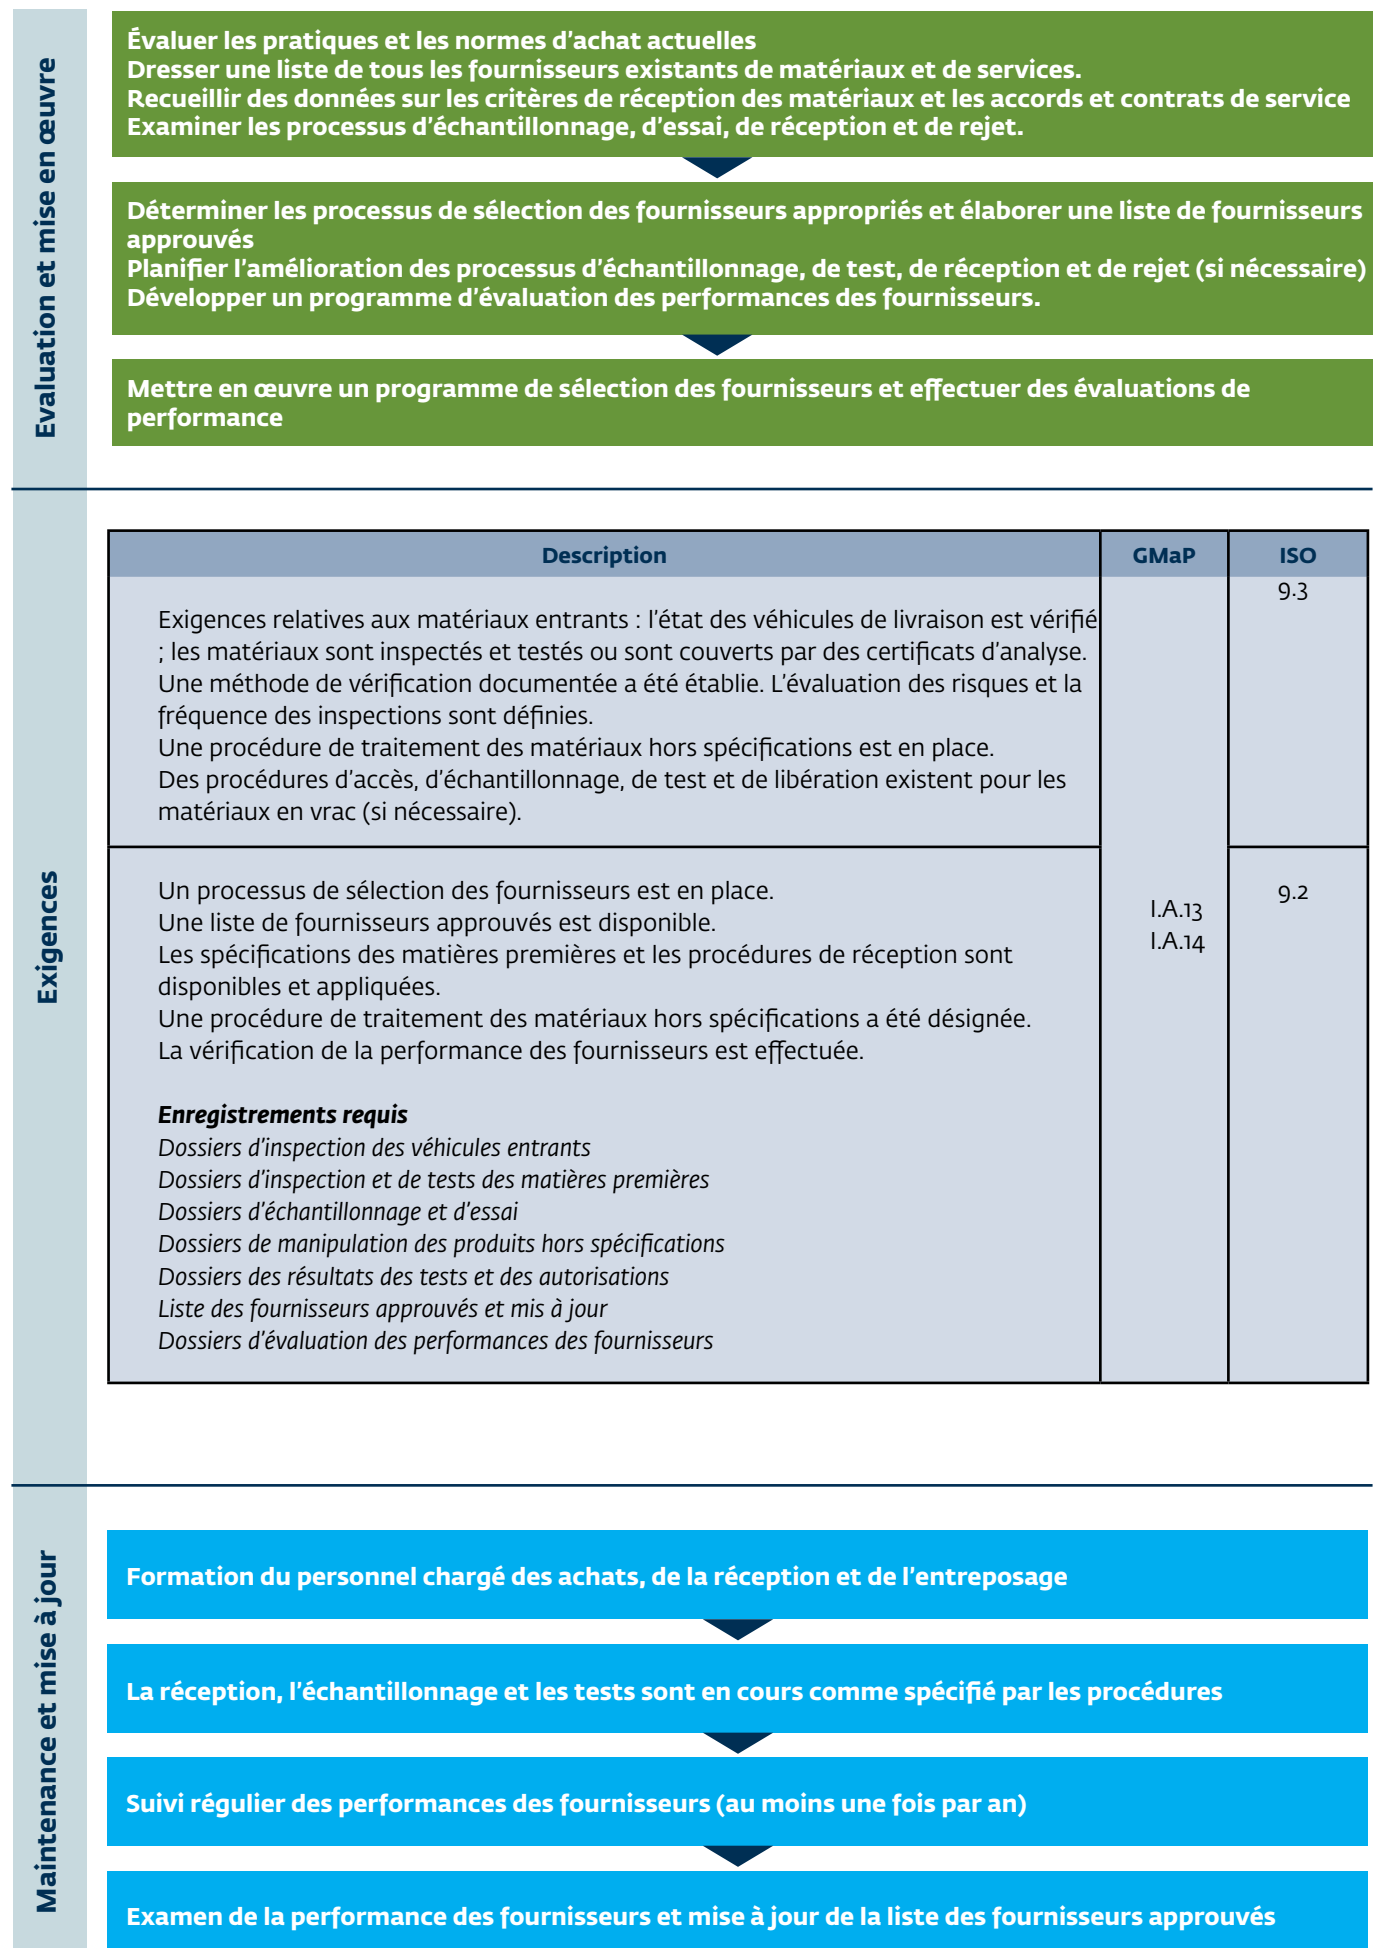 Evaluation et mise en œuvre
Évaluer les pratiques et les normes d'achat actuelles
Dresser une liste de tous les fournisseurs existants de matériaux et de services.
Recueillir des données sur les critères de réception des matériaux et les accords et contrats de service
Examiner les processus d'échantillonnage, d'essai, de réception et de rejet.
Déterminer les processus de sélection des fournisseurs appropriés et élaborer une liste de fournisseurs
approuvés
Planifier l'amélioration des processus d'échantillonnage, de test, de réception et de rejet (si nécessaire)
Développer un programme d'évaluation des performances des fournisseurs.
Mettre en œuvre un programme de sélection des fournisseurs et effectuer des évaluations de
performance
Exigences
Description GMaP ISO
9.3
Exigences relatives aux matériaux entrants : l'état des véhicules de livraison est vérifié
; les matériaux sont inspectés et testés ou sont couverts par des certificats d'analyse.
Une méthode de vérification documentée a été établie. L'évaluation des risques et la
fréquence des inspections sont définies.
Une procédure de traitement des matériaux hors spécifications est en place.
Des procédures d'accès, d'échantillonnage, de test et de libération existent pour les
matériaux en vrac (si nécessaire).
Un processus de sélection des fournisseurs est en place.
Une liste de fournisseurs approuvés est disponible.
Les spécifications des matières premières et les procédures de réception sont
disponibles et appliquées.
Une procédure de traitement des matériaux hors spécifications a été désignée.
La vérification de la performance des fournisseurs est effectuée.
Enregistrements requis
Dossiers d'inspection des véhicules entrants
Dossiers d'inspection et de tests des matières premières
Dossiers d'échantillonnage et d'essai
Dossiers de manipulation des produits hors spécifications
Dossiers des résultats des tests et des autorisations
Liste des fournisseurs approuvés et mis à jour
Dossiers d'évaluation des performances des fournisseurs
I.A.13
I.A.14
9.2
Maintenance et mise à jour
Formation du personnel chargé des achats, de la réception et de l'entreposage
La réception, l'échantillonnage et les tests sont en cours comme spécifié par les procédures
Suivi régulier des performances des fournisseurs (au moins une fois par an)
Examen de la performance des fournisseurs et mise à jour de la liste des fournisseurs approuvés